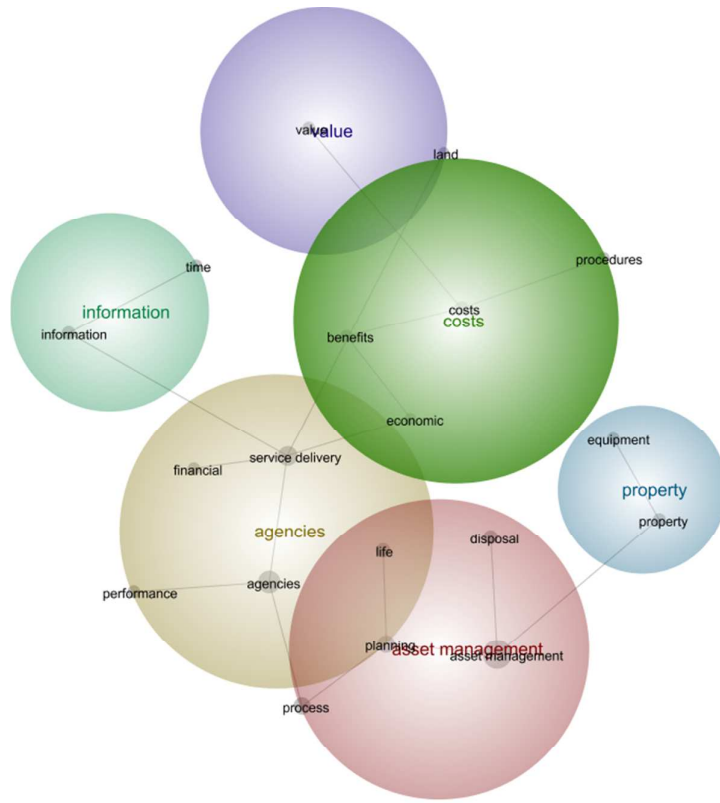 value
value
land
procedures
time
information
information
costs
costs
benefits
economic
equipment
property
property
service delivery
financial
agencies
life
disposal
agencies
performance
planning
asset management
asset management
process